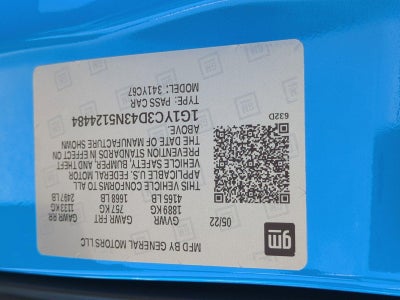 gm
MFD BY GENERAL MOTORS LLC
05/22 GVWR GAWR FRT GAWR RR
1889 KG 757 KG 1133 KG
4165 LB 1668 LB 2497 LB
THIS VEHICLE CONFORMS TO ALL
APPLICABLE U.S. FEDERAL MOTOR
VEHICLE SAFETY, BUMPER, AND THEFT
PREVENTION STANDARDS IN EFFECT ON
THE DATE OF MANUFACTURE SHOWN
ABOVE.
1G1YC3D43N5124484
TYPE: PASS CAR
MODEL: 341YC67
632D